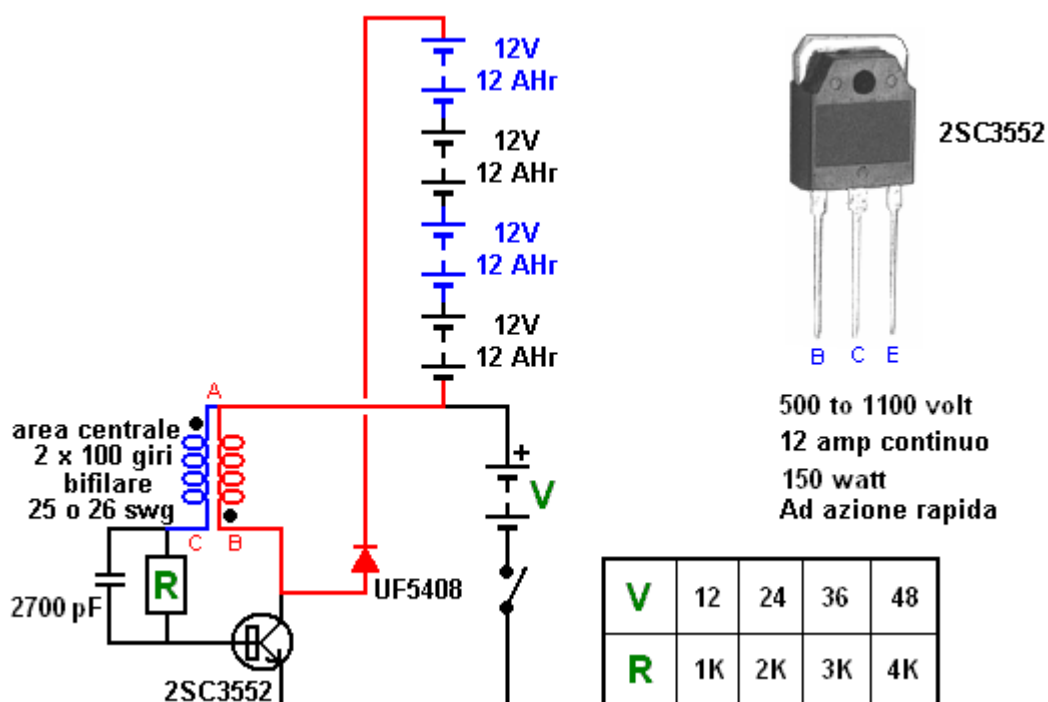 12V
12 AHr
12V
12 AHr
12V
12 AHr
12V
12 AHr
2SC3552
B C E
500 to 1100 volt
12 amp continuo
150 watt
Ad azione rapida
A
area centrale
2 x 100 giri
bifilare
25 o 26 swg
C B
+
V
R
2700 pF
UF5408
2SC3552
V 12 24 36 48
R 1K 2K 3K 4K